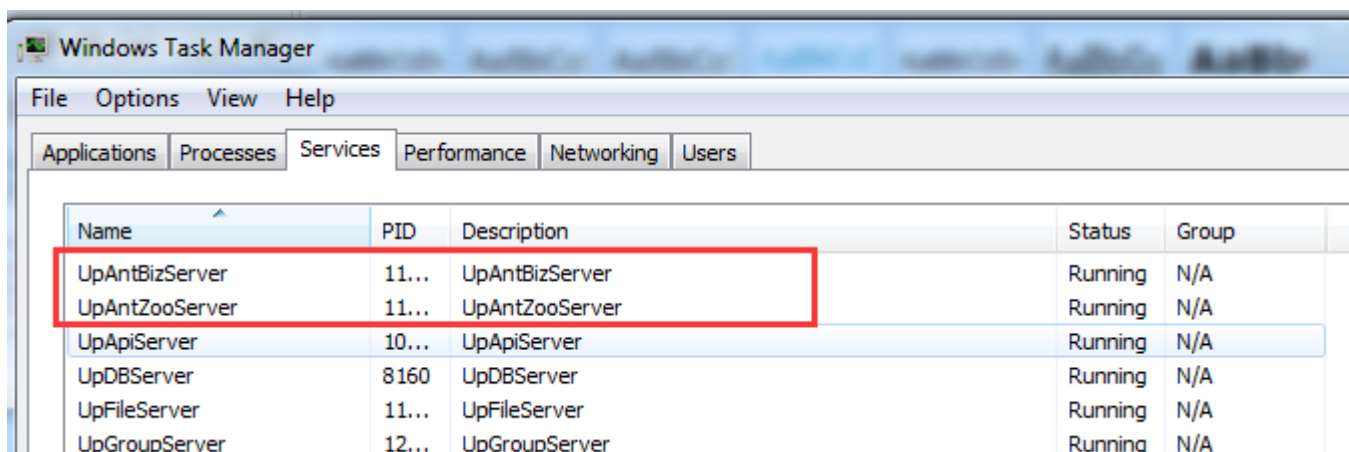 Windows Task Manager
File Options View Help
Applications Processes Services Performance Networking Users
Name PID Description Status Group
UpAntBizServer 11... UpAntBizServer Running N/A
UpAntZooServer 11... UpAntZooServer Running N/A
UpApiServer 10... UpApiServer Running N/A
UpDBServer 8160 UpDBServer Running N/A
UpFileServer 11... UpFileServer Running N/A
UpGroupServer 12... UpGroupServer Running N/A